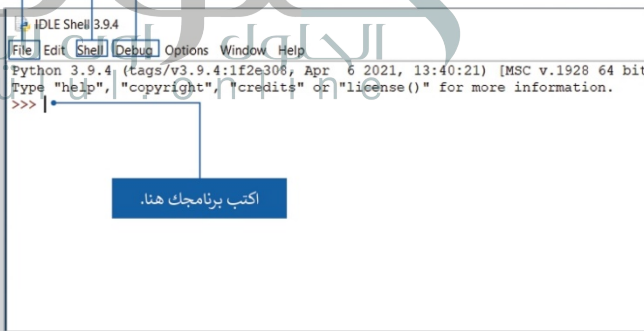 IDLE Shell 3.9.4
File Edit Shell Debug Options Window Help
Python 3.9.4 (tags/v3.9.4:1f2e308, Apr 6 2021, 13:40:21) [MSC v.1928 64 bit
Type "help", "copyright", "credits" or "license()" for more information.
>>>
اكتب برنامجك هنا.